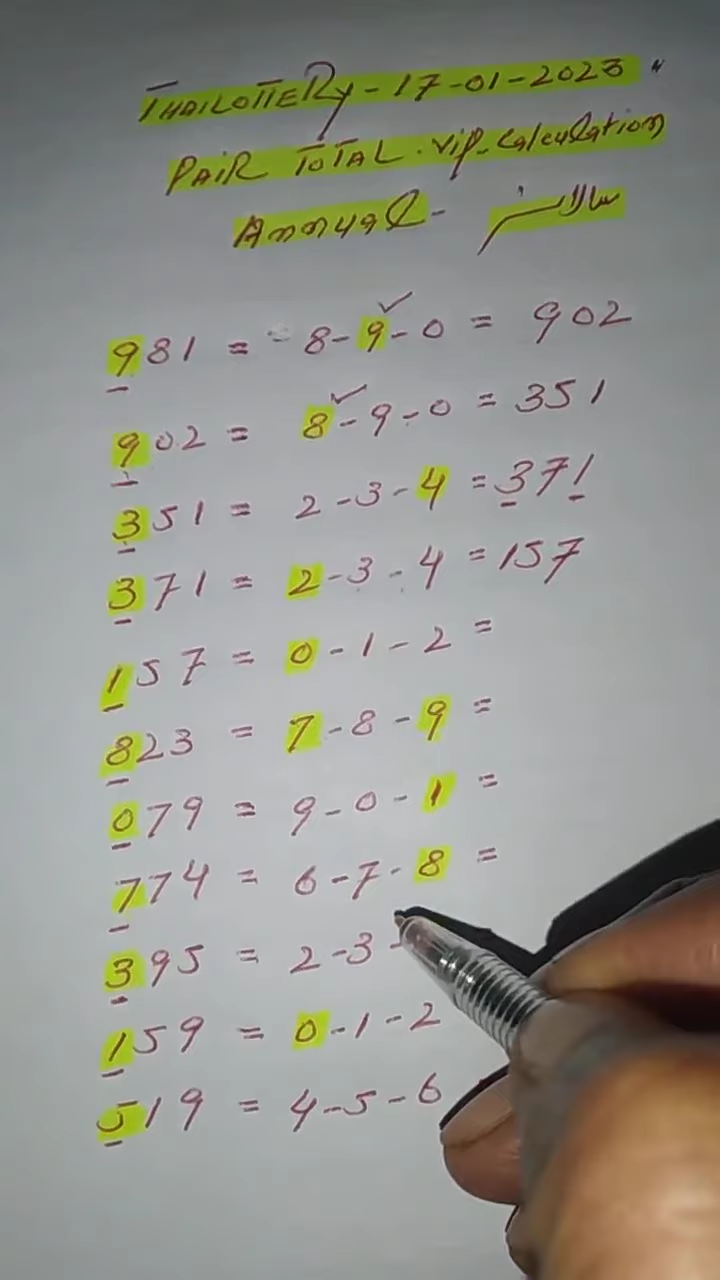 THAILOTTERY - 17-01-2023
PAIR TOTAL. vip. calculation
Annual - سالانہ
981 = 8-9-0 = 902
902 = 8-9-0 = 351
351 = 2-3-4 = 371
371 = 2-3-4 = 157
157 = 0-1-2 =
823 = 7-8-9 =
079 = 9-0-1 =
774 = 6-7-8 =
395 = 2-3-
159 = 0-1-2
519 = 4-5-6